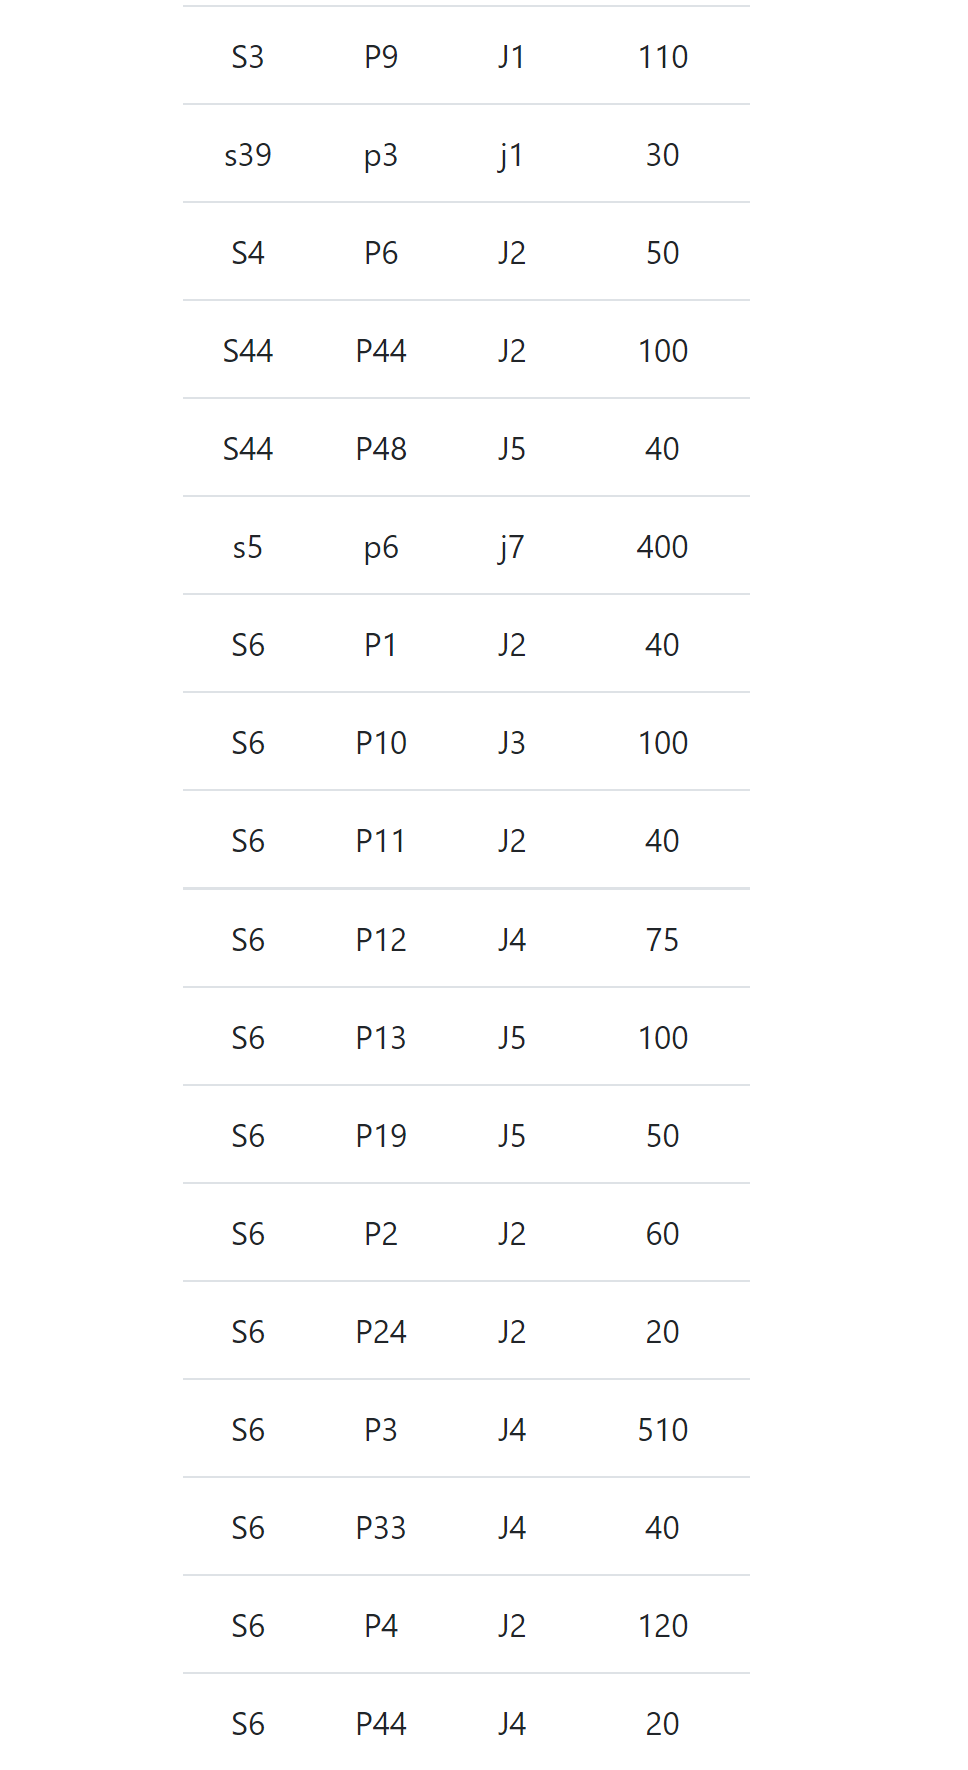 S3 P9 J1 110
s39 p3 j1 30
S4 P6 J2 50
S44 P44 J2 100
S44 P48 J5 40
s5 p6 j7 400
S6 P1 J2 40
S6 P10 J3 100
S6 P11 J2 40
S6 P12 J4 75
S6 P13 J5 100
S6 P19 J5 50
S6 P2 J2 60
S6 P24 J2 20
S6 P3 J4 510
S6 P33 J4 40
S6 P4 J2 120
S6 P44 J4 20